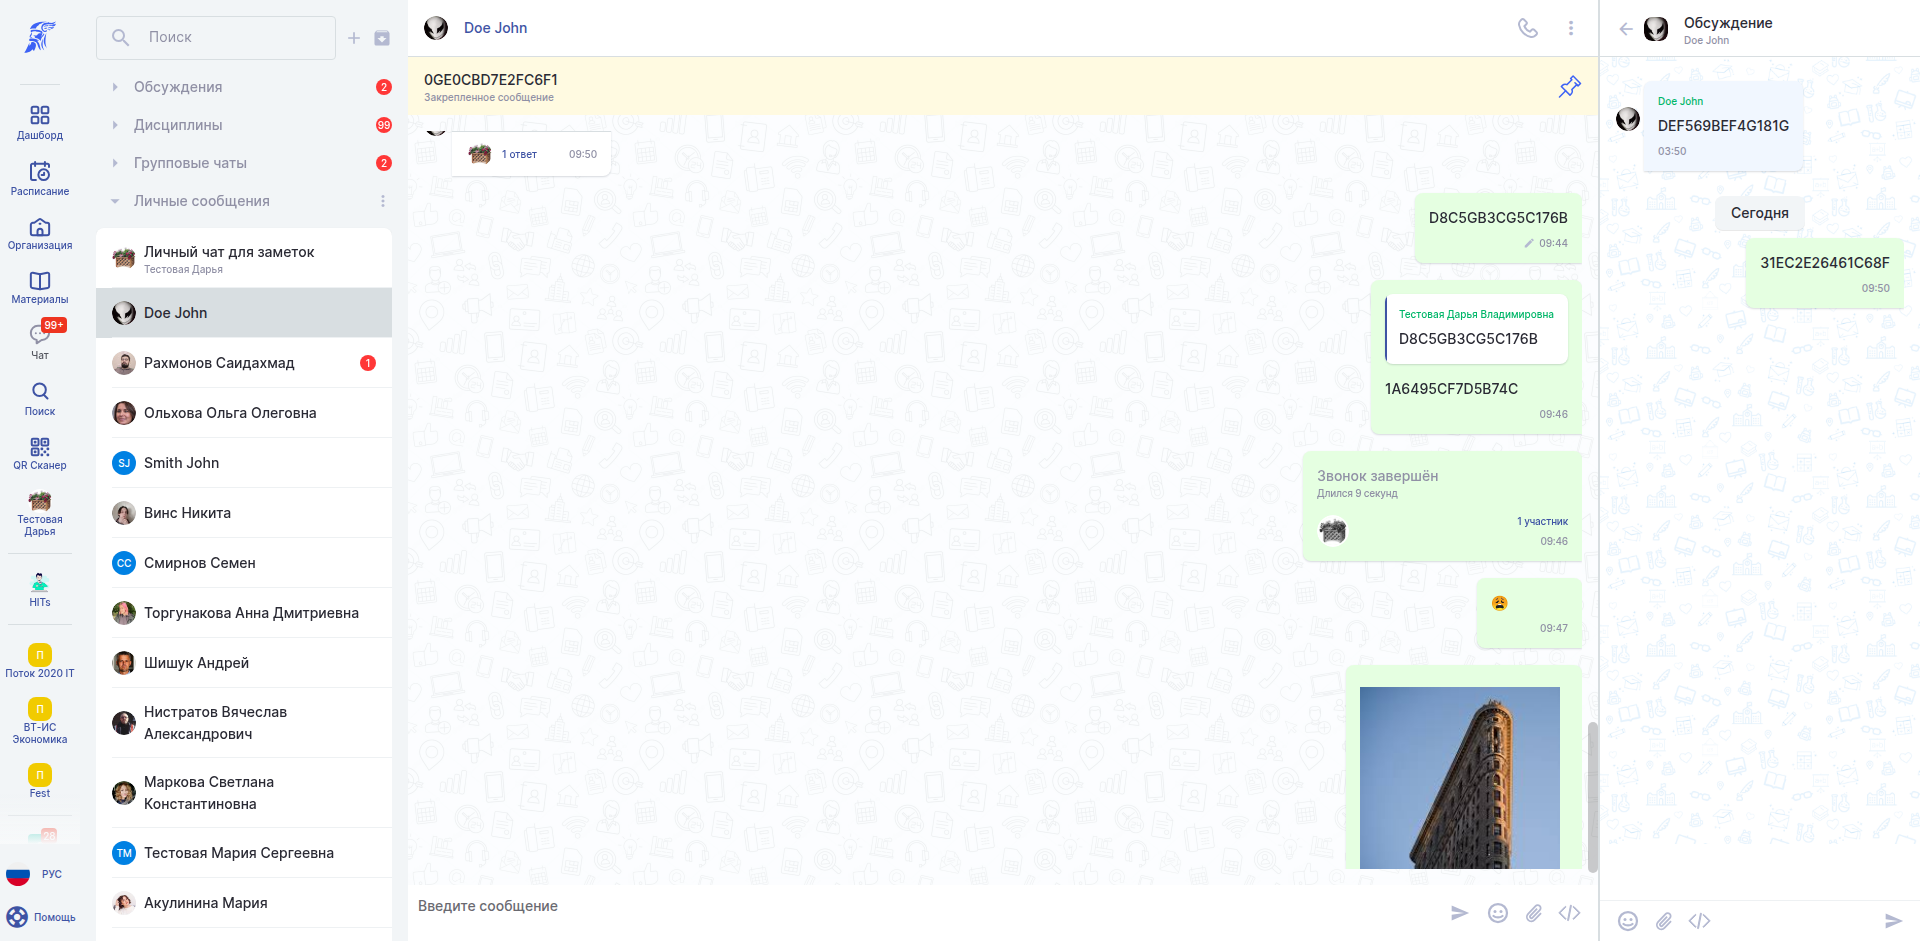 Дашборд
Расписание
Организация
Материалы
99+
Чат
Поиск
QR Сканер
Тестовая
Дарья
HITs
П
Поток 2020 IT
П
ВТ-ИС
Экономика
П
Fest
28
РУС
Помощь
Поиск
Обсуждения
2
Дисциплины
99
Групповые чаты
2
Личные сообщения
Личный чат для заметок
Тестовая Дарья
Doe John
Рахмонов Саидахмад
1
Ольхова Ольга Олеговна
SJ
Smith John
Винс Никита
СС
Смирнов Семен
Торгунакова Анна Дмитриевна
Шишук Андрей
Нистратов Вячеслав
Александрович
Маркова Светлана
Константиновна
ТМ
Тестовая Мария Сергеевна
Акулинина Мария
Doe John
0GE0CBD7E2FC6F1
Закрепленное сообщение
1 ответ 09:50
D8C5GB3CG5C176B
09:44
Тестовая Дарья Владимировна
D8C5GB3CG5C176B
1A6495CF7D5B74C
09:46
Звонок завершён
Длился 9 секунд
1 участник
09:46
09:47
Введите сообщение
Обсуждение
Doe John
Doe John
DEF569BEF4G181G
03:50
Сегодня
31EC2E26461C68F
09:50